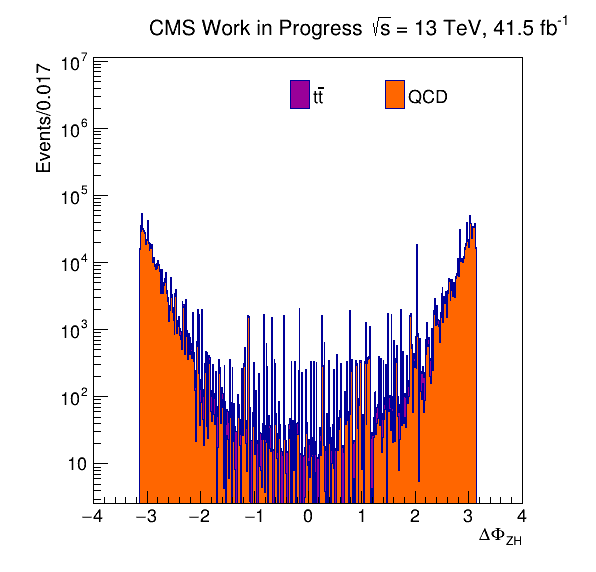 CMS Work in Progress √s = 13 TeV, 41.5 fb⁻¹
Events/0.017
10⁷
10⁶
10⁵
10⁴
10³
10²
10
tt̄
QCD
−4 −3 −2 −1 0 1 2 3 4
ΔΦ_ZH